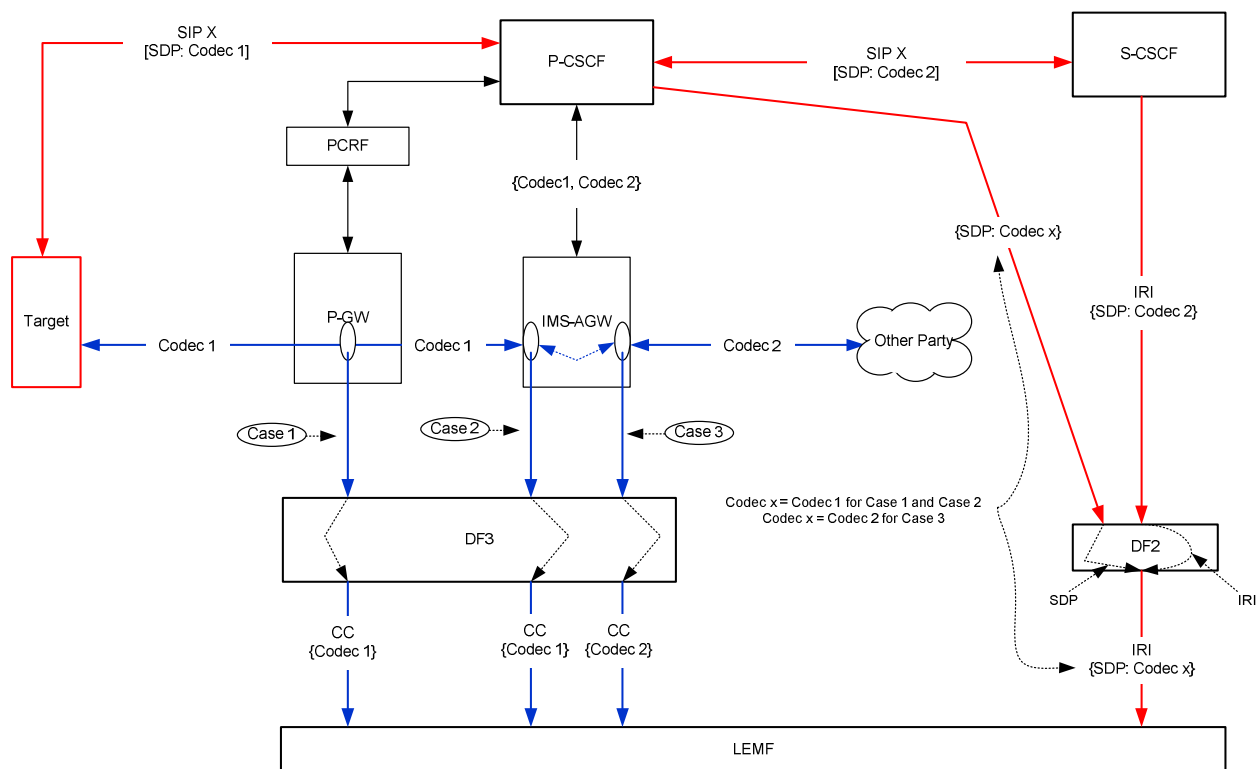 SIP X
[SDP: Codec 1]
P-CSCF
SIP X
[SDP: Codec 2]
S-CSCF
PCRF
{Codec1, Codec 2}
{SDP: Codec x}
Target
P-GW
IMS-AGW
IRI
{SDP: Codec 2}
Codec 1
Codec 1
Codec 2
Other Party
Case 1
Case 2
Case 3
Codec x = Codec 1 for Case 1 and Case 2
Codec x = Codec 2 for Case 3
DF3
DF2
SDP
IRI
CC
{Codec 1}
CC
{Codec 1}
CC
{Codec 2}
IRI
{SDP: Codec x}
LEMF